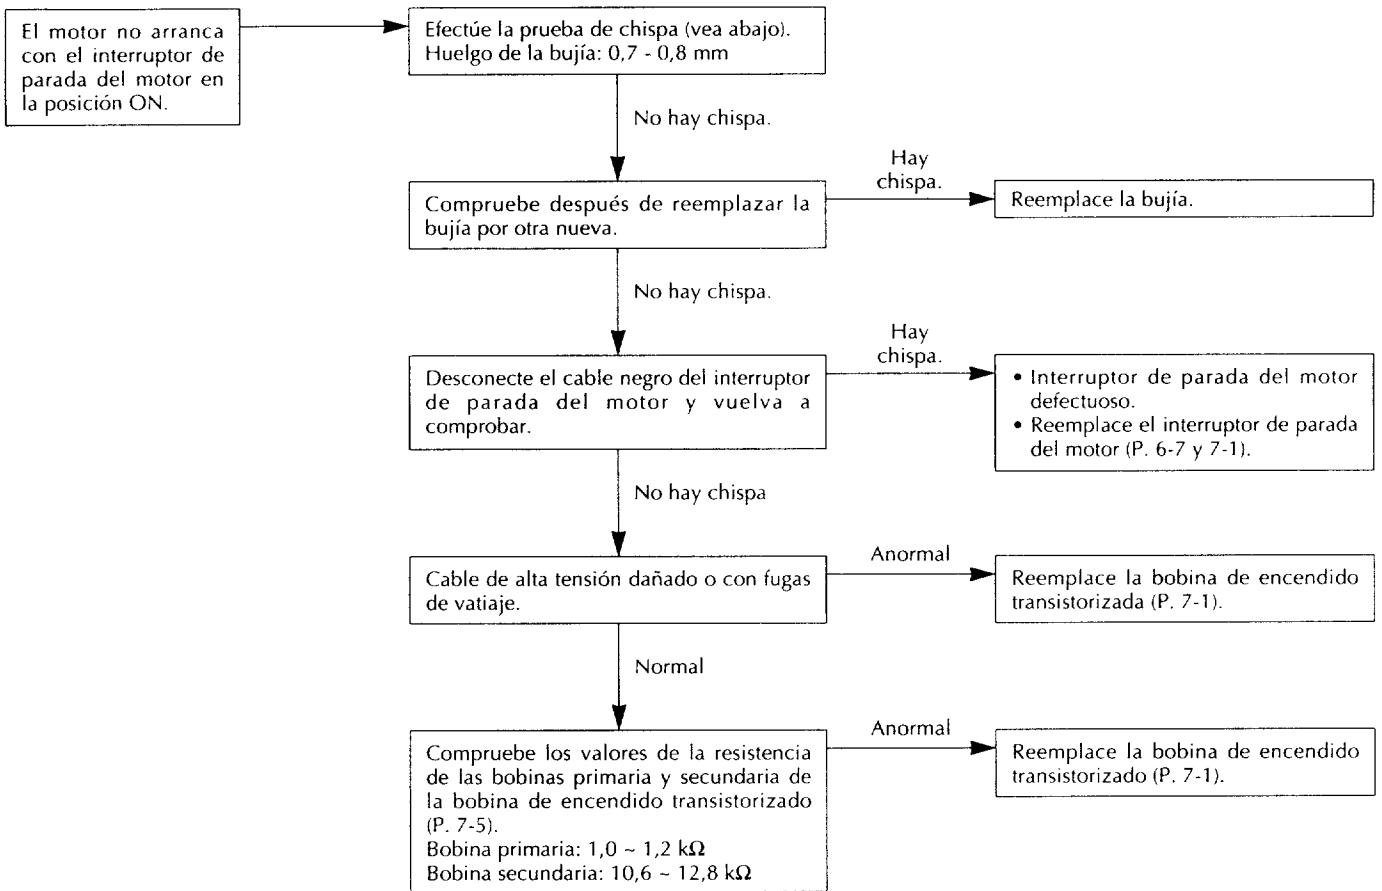 El motor no arranca
con el interruptor de
parada del motor en
la posición ON.
Efectúe la prueba de chispa (vea abajo).
Huelgo de la bujía: 0,7 - 0,8 mm
No hay chispa.
Compruebe después de reemplazar la
bujía por otra nueva.
Hay
chispa.
Reemplace la bujía.
No hay chispa.
Desconecte el cable negro del interruptor
de parada del motor y vuelva a
comprobar.
Hay
chispa.
• Interruptor de parada del motor
defectuoso.
• Reemplace el interruptor de parada
del motor (P. 6-7 y 7-1).
No hay chispa
Cable de alta tensión dañado o con fugas
de vatiaje.
Anormal
Reemplace la bobina de encendido
transistorizada (P. 7-1).
Normal
Compruebe los valores de la resistencia
de las bobinas primaria y secundaria de
la bobina de encendido transistorizado
(P. 7-5).
Bobina primaria: 1,0 ~ 1,2 kΩ
Bobina secundaria: 10,6 ~ 12,8 kΩ
Anormal
Reemplace la bobina de encendido
transistorizado (P. 7-1).